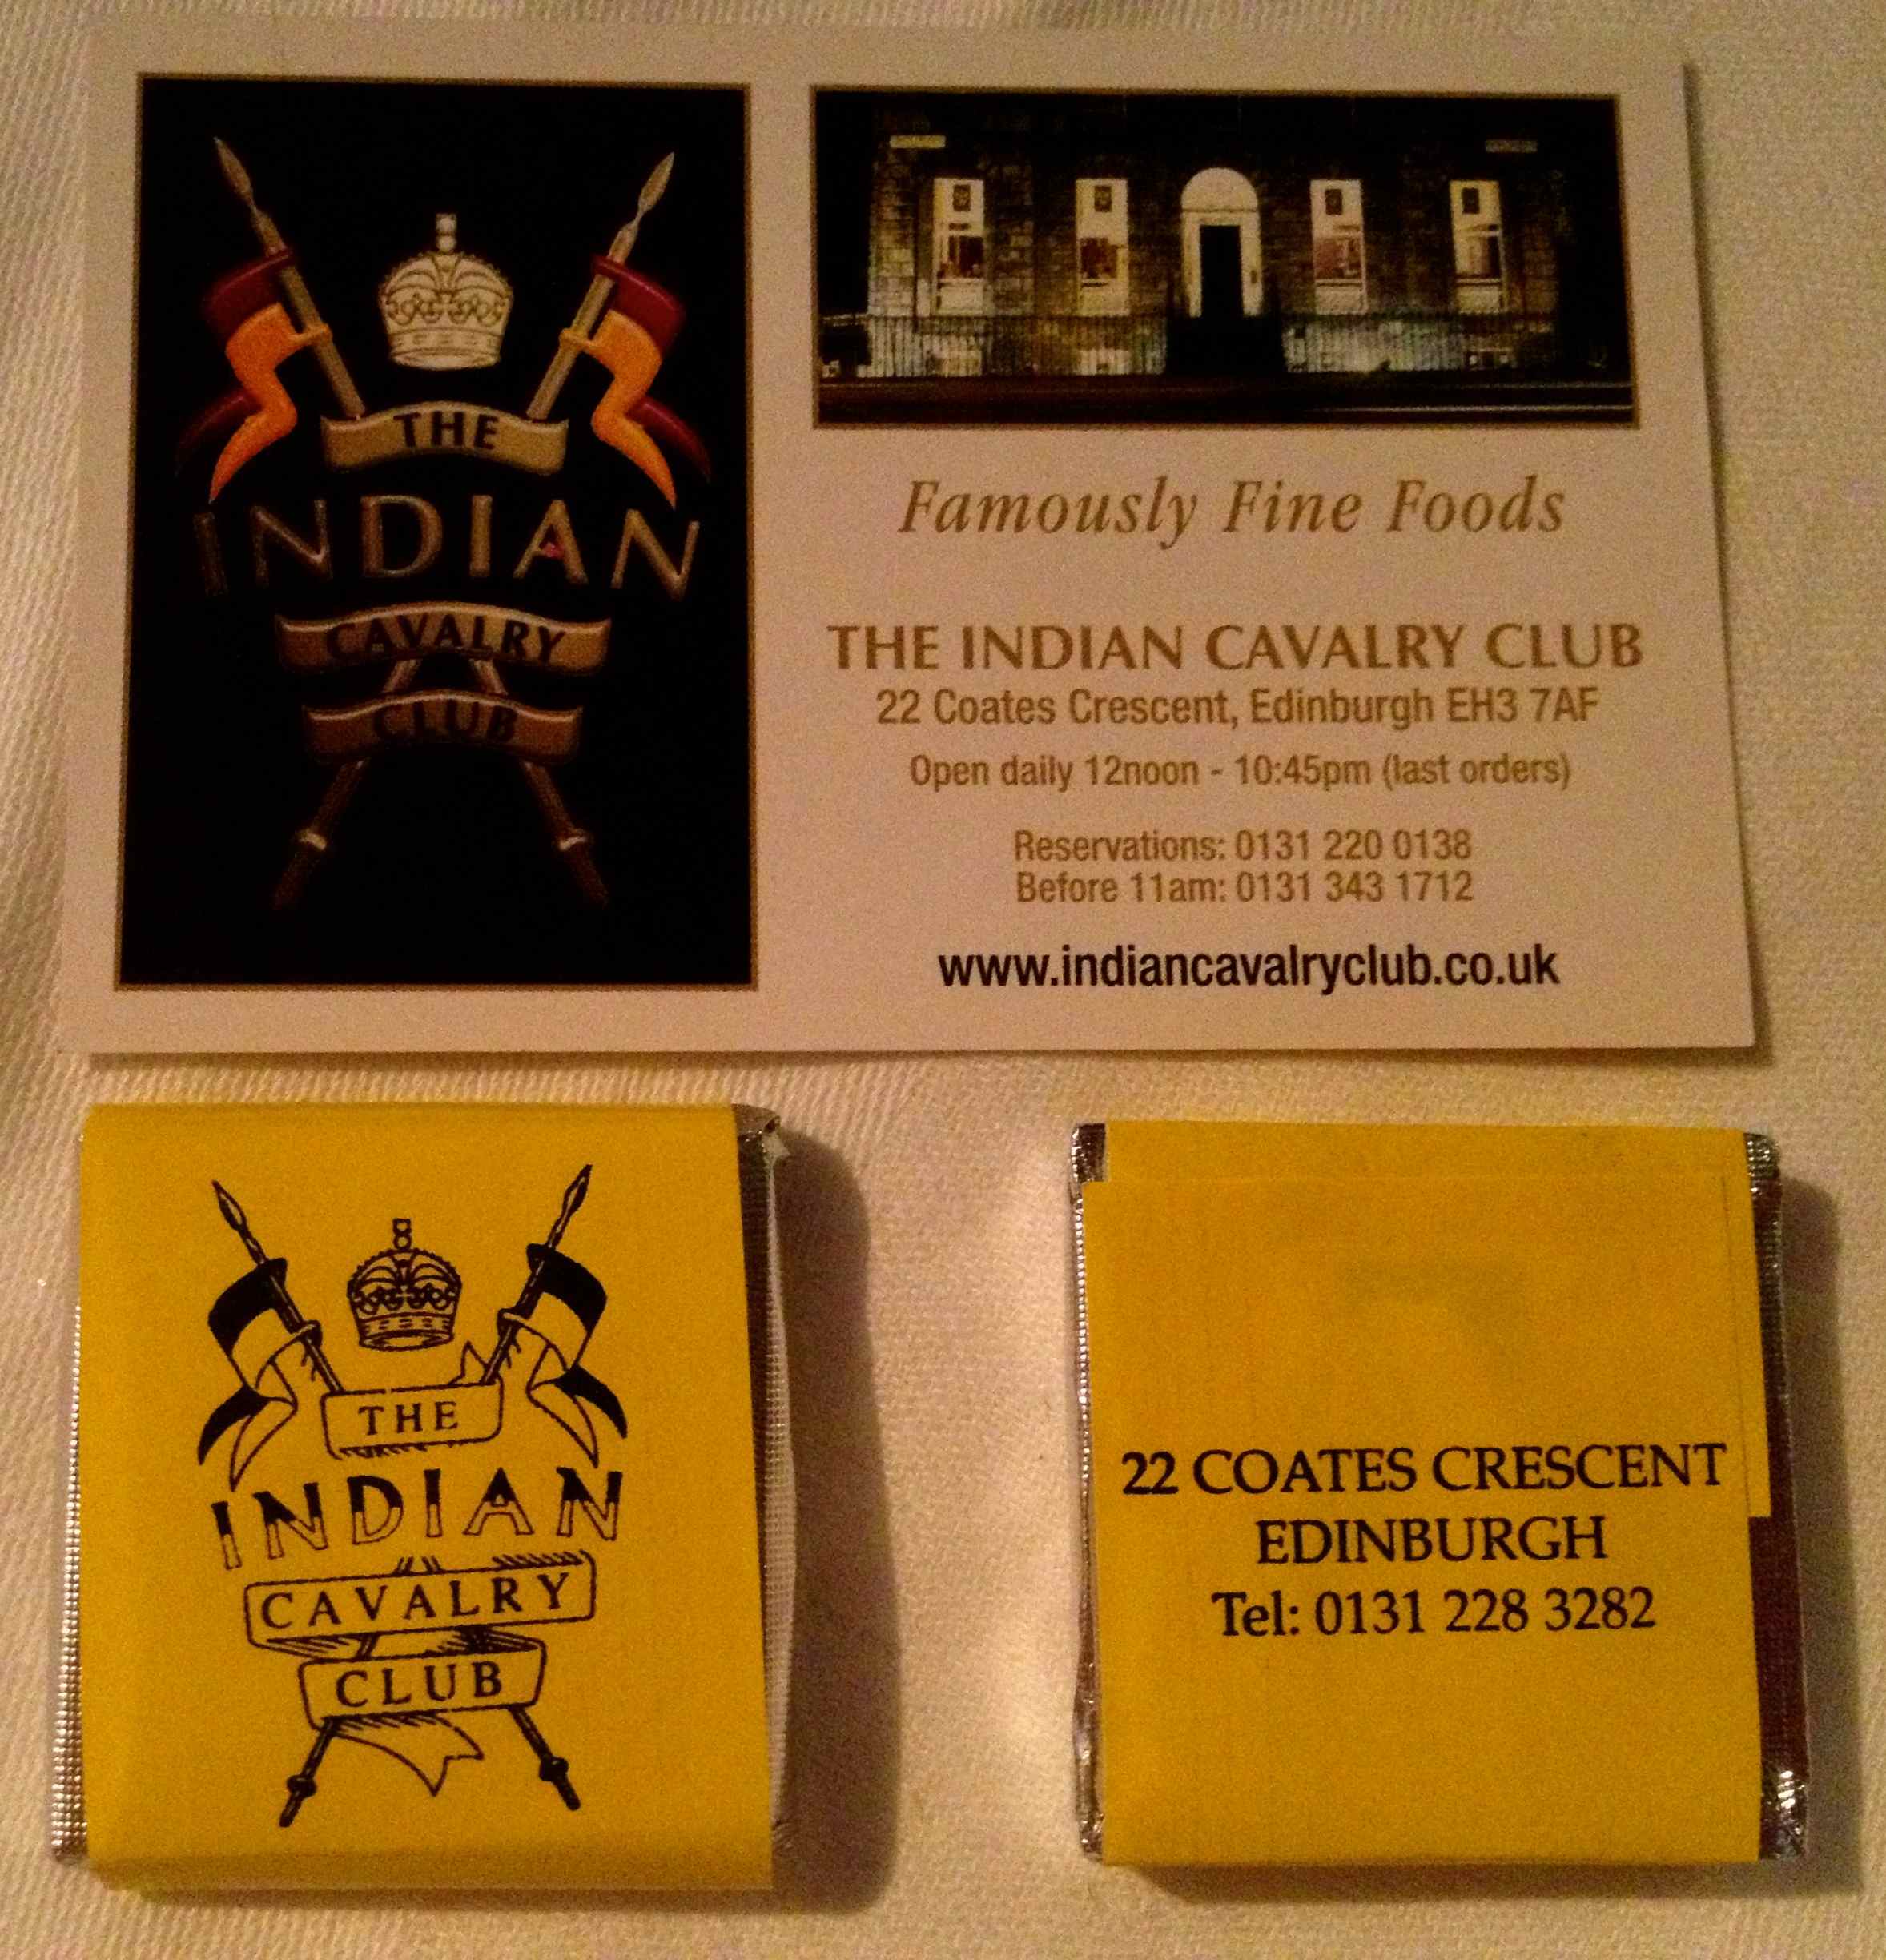 THE
INDIAN
CAVALRY
CLUB
Famously Fine Foods
THE INDIAN CAVALRY CLUB
22 Coates Crescent, Edinburgh EH3 7AF
Open daily 12noon - 10:45pm (last orders)
Reservations: 0131 220 0138
Before 11am: 0131 343 1712
www.indiancavalryclub.co.uk
THE
INDIAN
CAVALRY
CLUB
22 COATES CRESCENT
EDINBURGH
Tel: 0131 228 3282